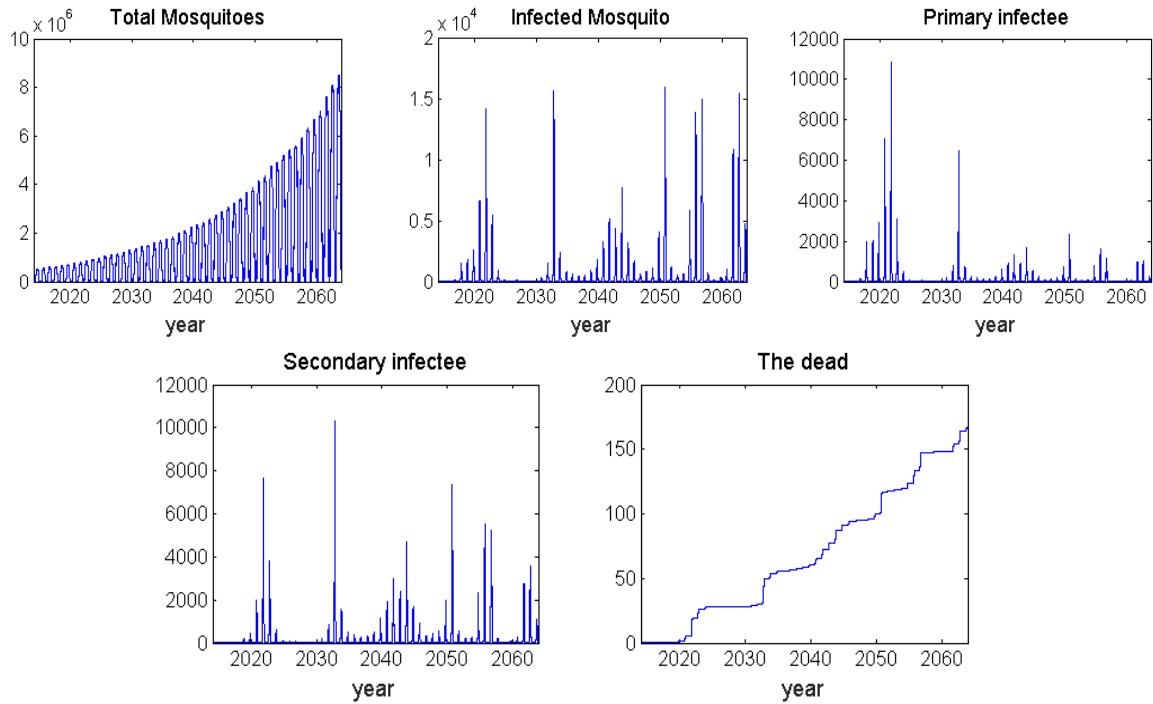 Total Mosquitoes
x 10^6
10
8
6
4
2
0
2020 2030 2040 2050 2060
year
Infected Mosquito
x 10^4
2
1.5
1
0.5
0
2020 2030 2040 2050 2060
year
Primary infectee
12000
10000
8000
6000
4000
2000
0
2020 2030 2040 2050 2060
year
Secondary infectee
12000
10000
8000
6000
4000
2000
0
2020 2030 2040 2050 2060
year
The dead
200
150
100
50
0
2020 2030 2040 2050 2060
year